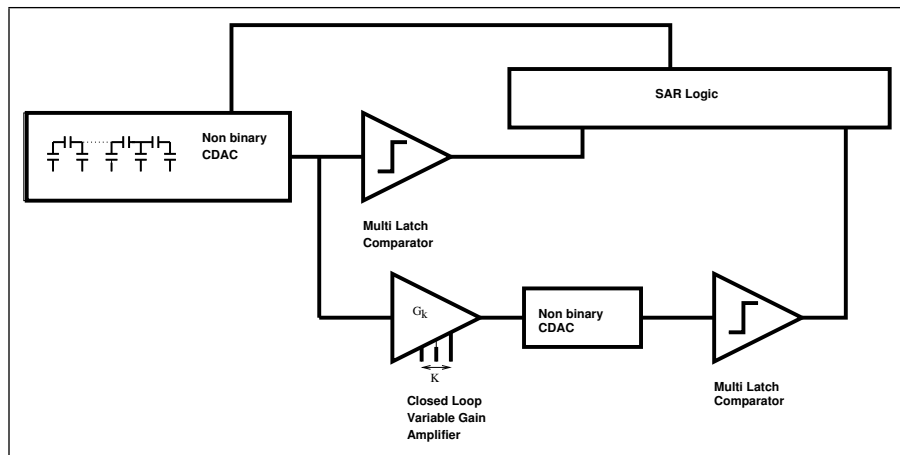 SAR Logic
Non binary
CDAC
Multi Latch
Comparator
Gk
K
Closed Loop
Variable Gain
Amplifier
Non binary
CDAC
Multi Latch
Comparator